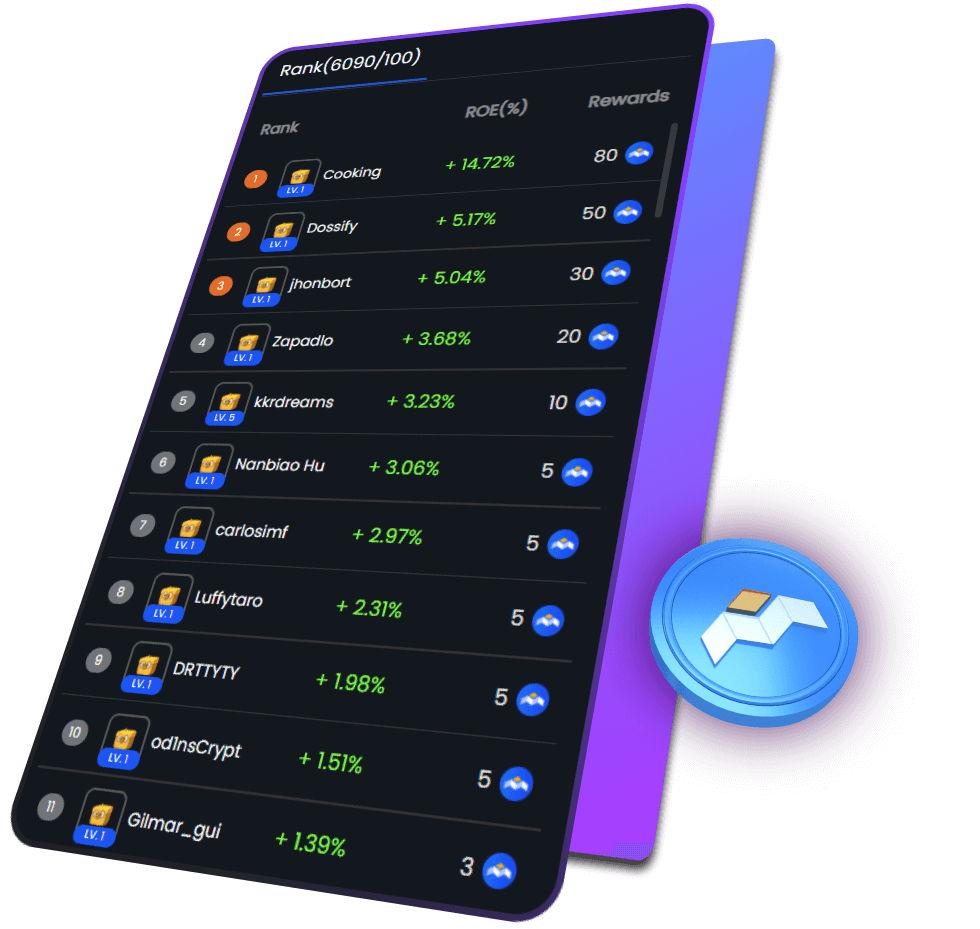 Rank(6090/100)
Rank ROE(%) Rewards
1 LV. 1 Cooking + 14.72% 80
2 LV. 1 Dossify + 5.17% 50
3 LV. 1 jhonbort + 5.04% 30
4 LV. 1 Zapadlo + 3.68% 20
5 LV. 5 kkrdreams + 3.23% 10
6 LV. 1 Nanbiao Hu + 3.06% 5
7 LV. 1 carlosimf + 2.97% 5
8 LV. 1 Luffytaro + 2.31% 5
9 LV. 1 DRTTYTY + 1.98% 5
10 LV. 1 od1nsCrypt + 1.51% 5
11 LV. 1 Gilmar_gui + 1.39% 3